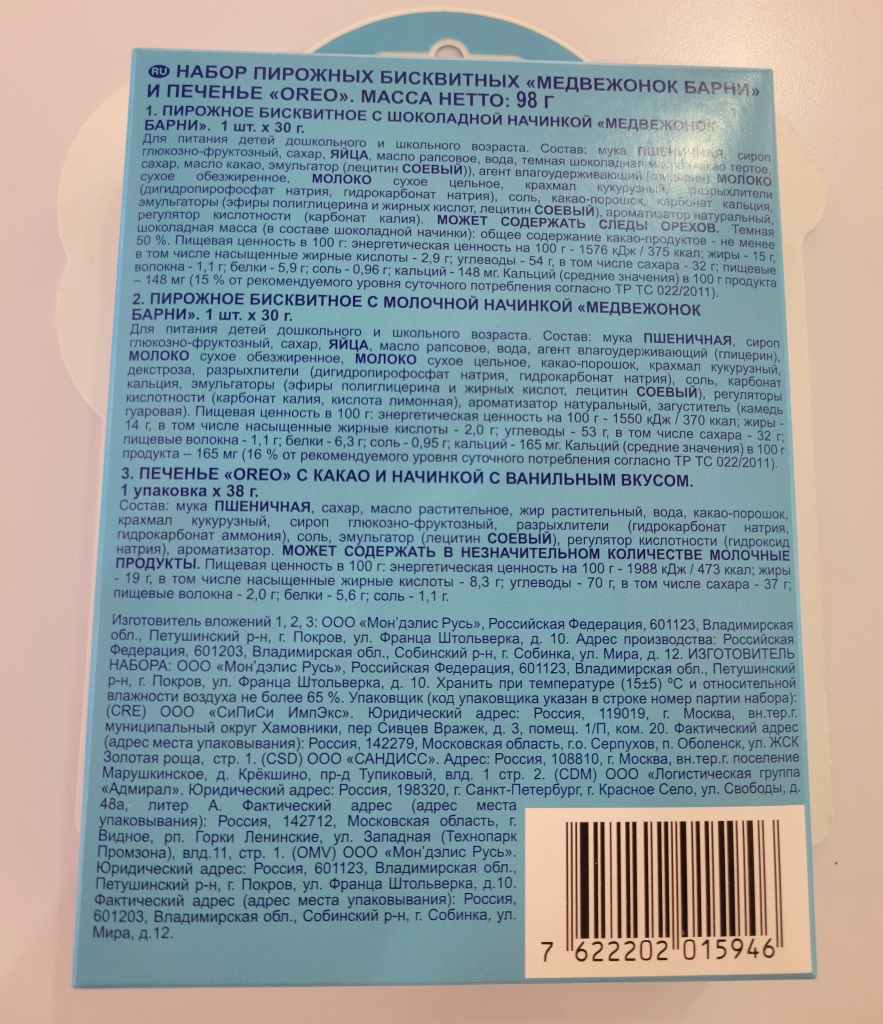 RU НАБОР ПИРОЖНЫХ БИСКВИТНЫХ «МЕДВЕЖОНОК БАРНИ»
И ПЕЧЕНЬЕ «OREO». МАССА НЕТТО: 98 Г
1. ПИРОЖНОЕ БИСКВИТНОЕ С ШОКОЛАДНОЙ НАЧИНКОЙ «МЕДВЕЖОНОК
БАРНИ». 1 шт. х 30 г.
Для питания детей дошкольного и школьного возраста. Состав: мука ПШЕНИЧНАЯ, сироп
глюкозно-фруктозный, сахар, ЯЙЦА, масло рапсовое, вода, темная шоколадная какао тертое,
сахар, масло какао, эмульгатор (лецитин СОЕВЫЙ)), агент влагоудерживающий (глицерин), МОЛОКО
сухое обезжиренное, МОЛОКО сухое цельное, крахмал кукурузный, разрыхлители
(дигидропирофосфат натрия, гидрокарбонат натрия), соль, какао-порошок, карбонат кальция,
эмульгаторы (эфиры полиглицерина и жирных кислот, лецитин СОЕВЫЙ), ароматизатор натуральный,
регулятор кислотности (карбонат калия). МОЖЕТ СОДЕРЖАТЬ СЛЕДЫ ОРЕХОВ. Темная
шоколадная масса (в составе шоколадной начинки): общее содержание какао-продуктов - не менее
50 %. Пищевая ценность в 100 г: энергетическая ценность на 100 г - 1576 кДж / 375 ккал; жиры - 15 г,
в том числе насыщенные жирные кислоты - 2,9 г; углеводы - 54 г, в том числе сахара - 32 г; пищевые
волокна - 1,1 г; белки - 5,9 г; соль - 0,96 г; кальций - 148 мг. Кальций (средние значения) в 100 г продукта
– 148 мг (15 % от рекомендуемого уровня суточного потребления согласно ТР ТС 022/2011).
2. ПИРОЖНОЕ БИСКВИТНОЕ С МОЛОЧНОЙ НАЧИНКОЙ «МЕДВЕЖОНОК
БАРНИ». 1 шт. х 30 г.
Для питания детей дошкольного и школьного возраста. Состав: мука ПШЕНИЧНАЯ, сироп
глюкозно-фруктозный, сахар, ЯЙЦА, масло рапсовое, вода, агент влагоудерживающий (глицерин),
МОЛОКО сухое обезжиренное, МОЛОКО сухое цельное, какао-порошок, крахмал кукурузный,
декстроза, разрыхлители (дигидропирофосфат натрия, гидрокарбонат натрия), соль, карбонат
кальция, эмульгаторы (эфиры полиглицерина и жирных кислот, лецитин СОЕВЫЙ), регуляторы
кислотности (карбонат калия, кислота лимонная), ароматизатор натуральный, загуститель (камедь
гуаровая). Пищевая ценность в 100 г: энергетическая ценность на 100 г - 1550 кДж / 370 ккал; жиры -
14 г, в том числе насыщенные жирные кислоты - 2,0 г; углеводы - 53 г, в том числе сахара - 32 г;
пищевые волокна - 1,1 г; белки - 6,3 г; соль - 0,95 г; кальций - 165 мг. Кальций (средние значения) в 100 г
продукта – 165 мг (16 % от рекомендуемого уровня суточного потребления согласно ТР ТС 022/2011).
3. ПЕЧЕНЬЕ «OREO» С КАКАО И НАЧИНКОЙ С ВАНИЛЬНЫМ ВКУСОМ.
1 упаковка х 38 г.
Состав: мука ПШЕНИЧНАЯ, сахар, масло растительное, жир растительный, вода, какао-порошок,
крахмал кукурузный, сироп глюкозно-фруктозный, разрыхлители (гидрокарбонат натрия,
гидрокарбонат аммония), соль, эмульгатор (лецитин СОЕВЫЙ), регулятор кислотности (гидроксид
натрия), ароматизатор. МОЖЕТ СОДЕРЖАТЬ В НЕЗНАЧИТЕЛЬНОМ КОЛИЧЕСТВЕ МОЛОЧНЫЕ
ПРОДУКТЫ. Пищевая ценность в 100 г: энергетическая ценность на 100 г - 1988 кДж / 473 ккал; жиры
- 19 г, в том числе насыщенные жирные кислоты - 8,3 г; углеводы - 70 г, в том числе сахара - 37 г;
пищевые волокна - 2,0 г; белки - 5,6 г; соль - 1,1 г.
Изготовитель вложений 1, 2, 3: ООО «Мон'дэлис Русь», Российская Федерация, 601123, Владимирская
обл., Петушинский р-н, г. Покров, ул. Франца Штольверка, д. 10. Адрес производства: Российская
Федерация, 601203, Владимирская обл., Собинский р-н, г. Собинка, ул. Мира, д. 12. ИЗГОТОВИТЕЛЬ
НАБОРА: ООО «Мон'дэлис Русь», Российская Федерация, 601123, Владимирская обл., Петушинский
р-н, г. Покров, ул. Франца Штольверка, д. 10. Хранить при температуре (15±5) °С и относительной
влажности воздуха не более 65 %. Упаковщик (код упаковщика указан в строке номер партии набора):
(CRE) ООО «СиПиСи ИмпЭкс». Юридический адрес: Россия, 119019, г. Москва, вн.тер.г.
муниципальный округ Хамовники, пер Сивцев Вражек, д. 3, помещ. 1/П, ком. 20. Фактический адрес
(адрес места упаковывания): Россия, 142279, Московская область, г.о. Серпухов, п. Оболенск, ул. ЖСК
Золотая роща, стр. 1. (CSD) ООО «САНДИСС». Адрес: Россия, 108810, г. Москва, вн.тер.г. поселение
Марушкинское, д. Крёкшино, пр-д Тупиковый, влд. 1 стр. 2. (CDM) ООО «Логистическая группа
«Адмирал». Юридический адрес: Россия, 198320, г. Санкт-Петербург, г. Красное Село, ул. Свободы, д.
48а, литер А. Фактический адрес (адрес места
упаковывания): Россия, 142712, Московская область, г.
Видное, рп. Горки Ленинские, ул. Западная (Технопарк
Промзона), влд.11, стр. 1. (OMV) ООО «Мон'дэлис Русь».
Юридический адрес: Россия, 601123, Владимирская обл.,
Петушинский р-н, г. Покров, ул. Франца Штольверка, д.10.
Фактический адрес (адрес места упаковывания): Россия,
601203, Владимирская обл., Собинский р-н, г. Собинка, ул.
Мира, д.12.
7 622202 015946